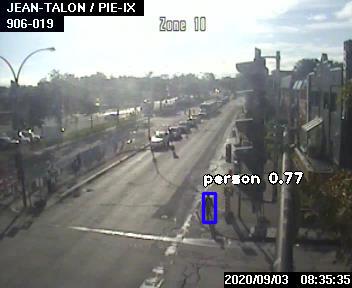 JEAN-TALON / PIE-IX
Zone 10
906-019
person 0.77
2020/09/03 08:35:35